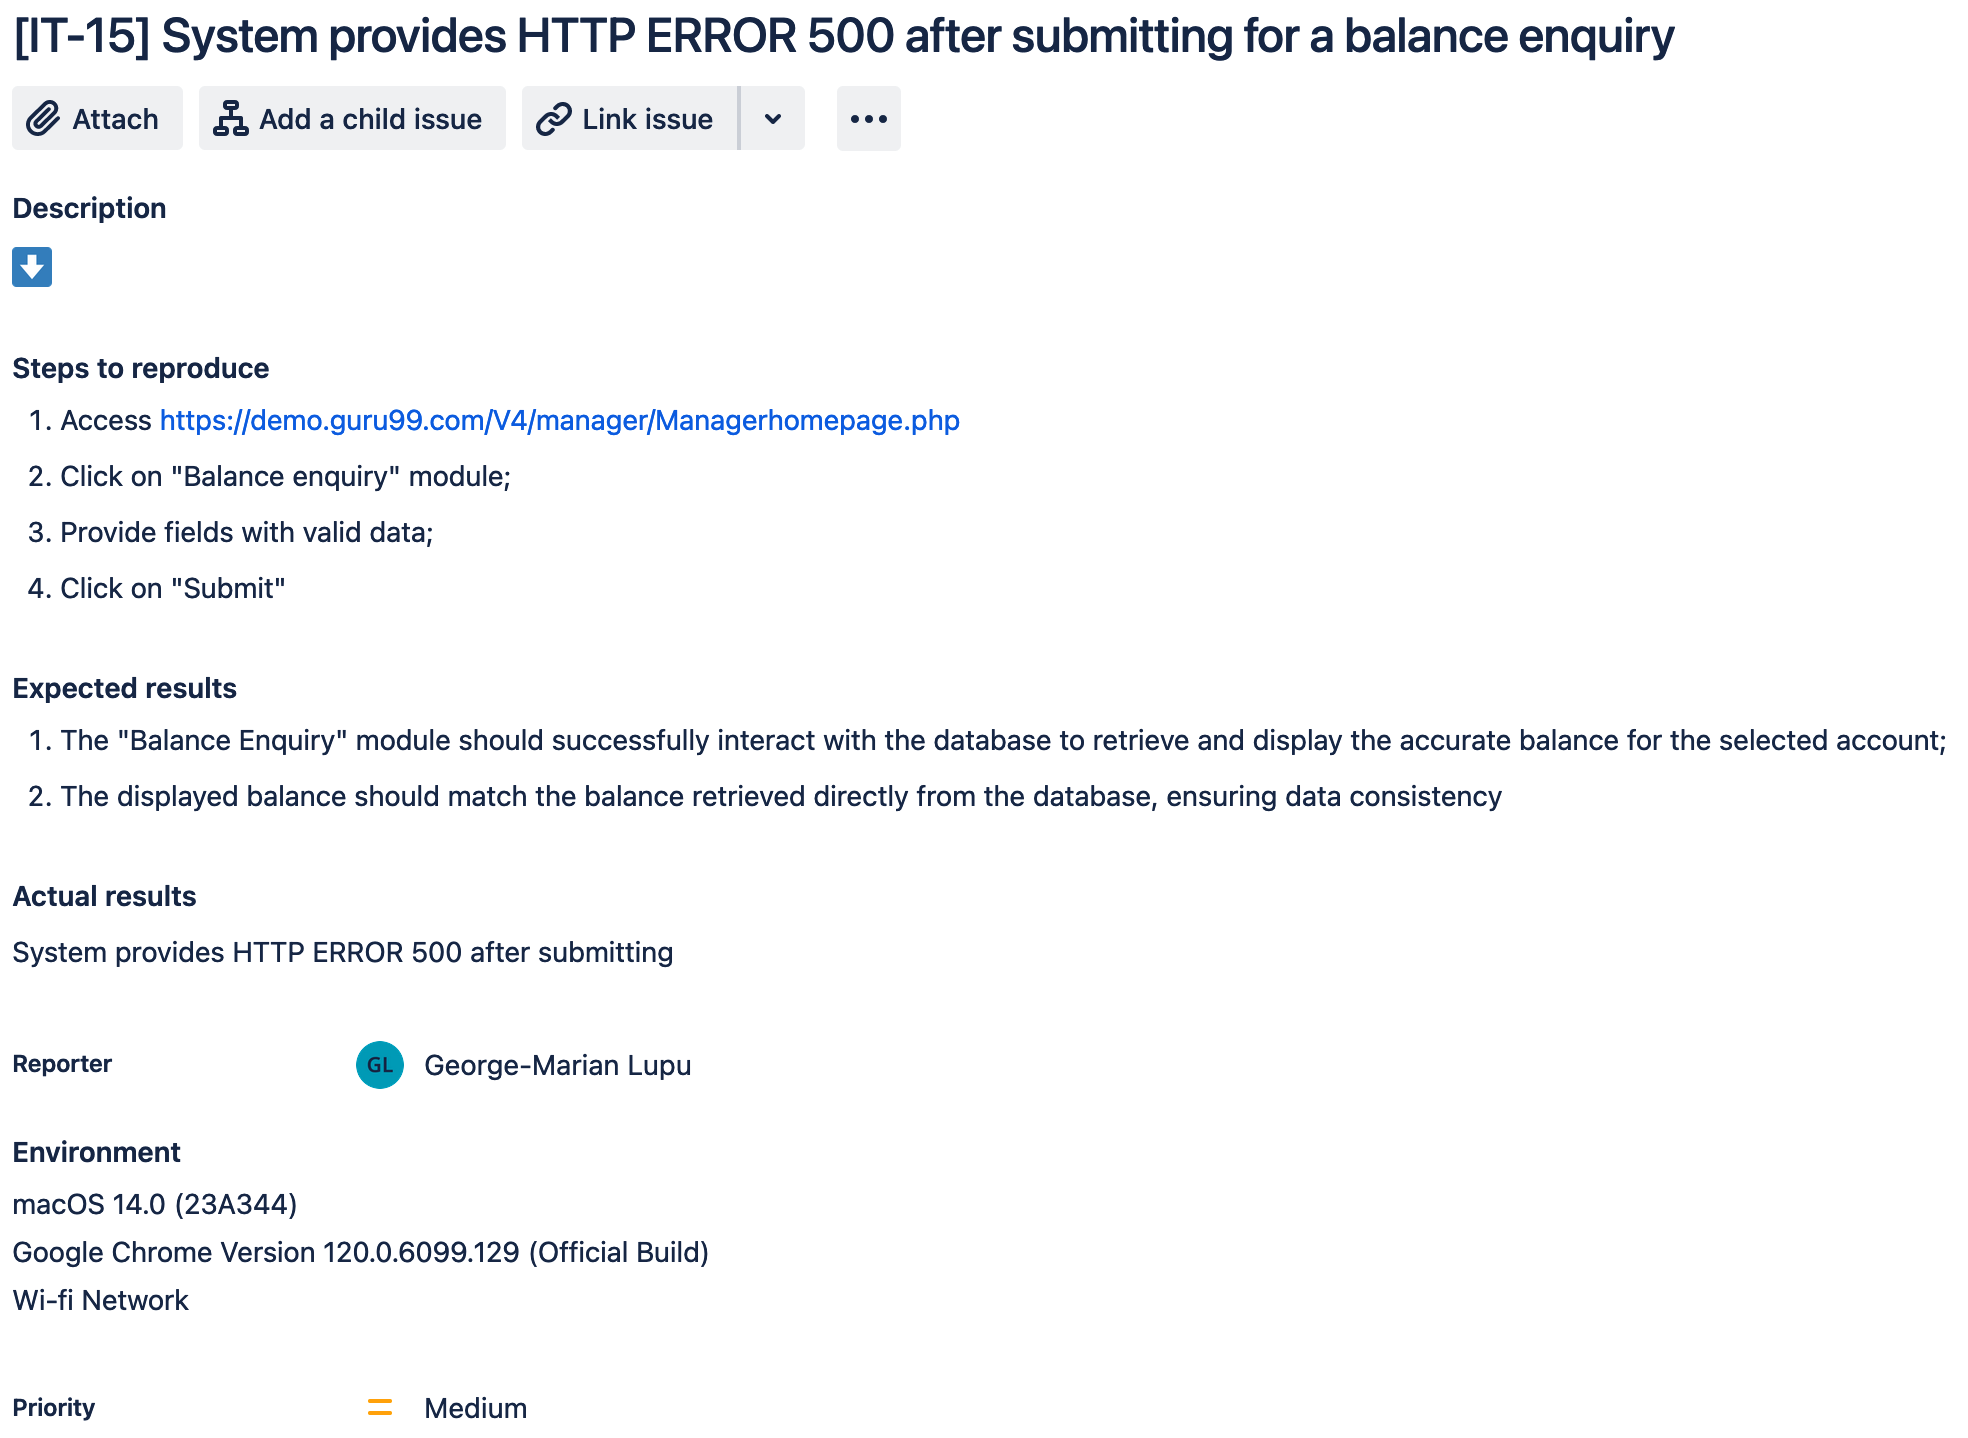 [IT-15] System provides HTTP ERROR 500 after submitting for a balance enquiry
Attach
Add a child issue
Link issue
Description
Steps to reproduce
1. Access https://demo.guru99.com/V4/manager/Managerhomepage.php
2. Click on "Balance enquiry" module;
3. Provide fields with valid data;
4. Click on "Submit"
Expected results
1. The "Balance Enquiry" module should successfully interact with the database to retrieve and display the accurate balance for the selected account;
2. The displayed balance should match the balance retrieved directly from the database, ensuring data consistency
Actual results
System provides HTTP ERROR 500 after submitting
Reporter GL George-Marian Lupu
Environment
macOS 14.0 (23A344)
Google Chrome Version 120.0.6099.129 (Official Build)
Wi-fi Network
Priority Medium